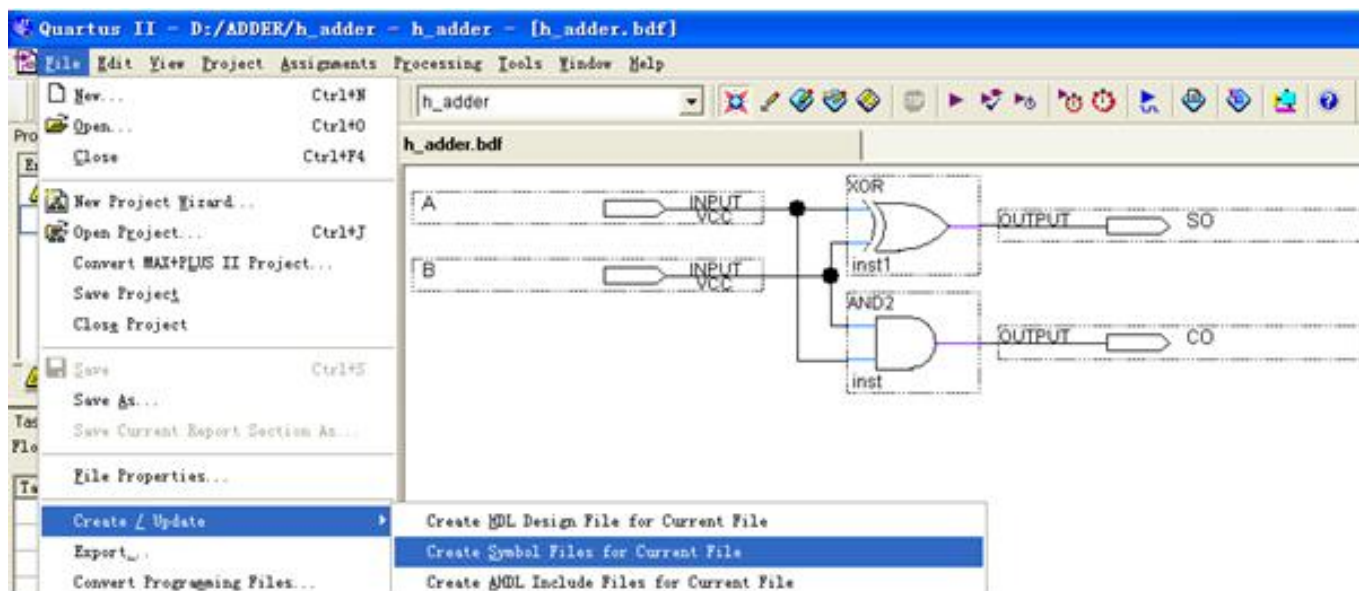 Quartus II - D:/ADDER/h_adder - h_adder - [h_adder.bdf]
File Edit View Project Assignments Processing Tools Window Help
New... Ctrl+N
Open... Ctrl+O
Close Ctrl+F4
New Project Wizard...
Open Project... Ctrl+J
Convert MAX+PLUS II Project...
Save Project
Close Project
Save Ctrl+S
Save As...
Save Current Report Section As...
File Properties...
Create / Update
Export...
Convert Programming Files...
Create HDL Design File for Current File
Create Symbol Files for Current File
Create AHDL Include Files for Current File
Pro
Tas
Flo
Ta
h_adder
h_adder.bdf
A
INPUT
VCC
B
INPUT
VCC
XOR
inst1
AND2
inst
OUTPUT
SO
OUTPUT
CO